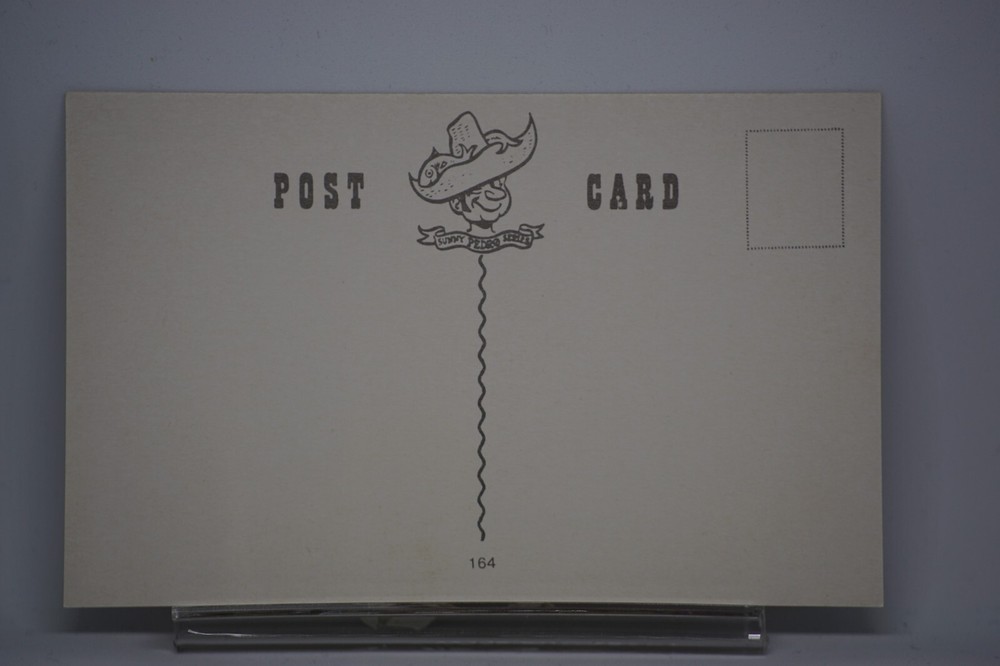 POST CARD
SUNNY PEDRO SERIES
164